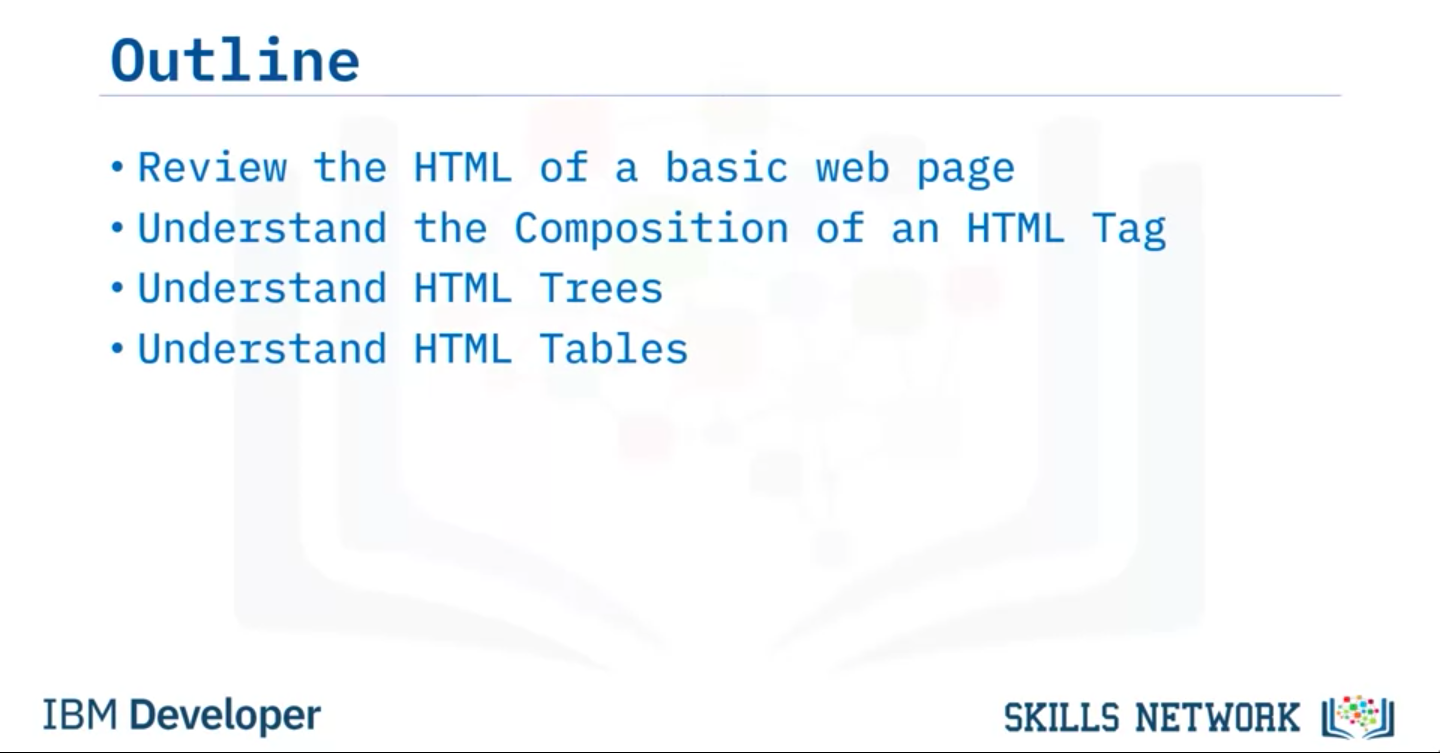 Outline
• Review the HTML of a basic web page
• Understand the Composition of an HTML Tag
• Understand HTML Trees
• Understand HTML Tables
IBM Developer
SKILLS NETWORK